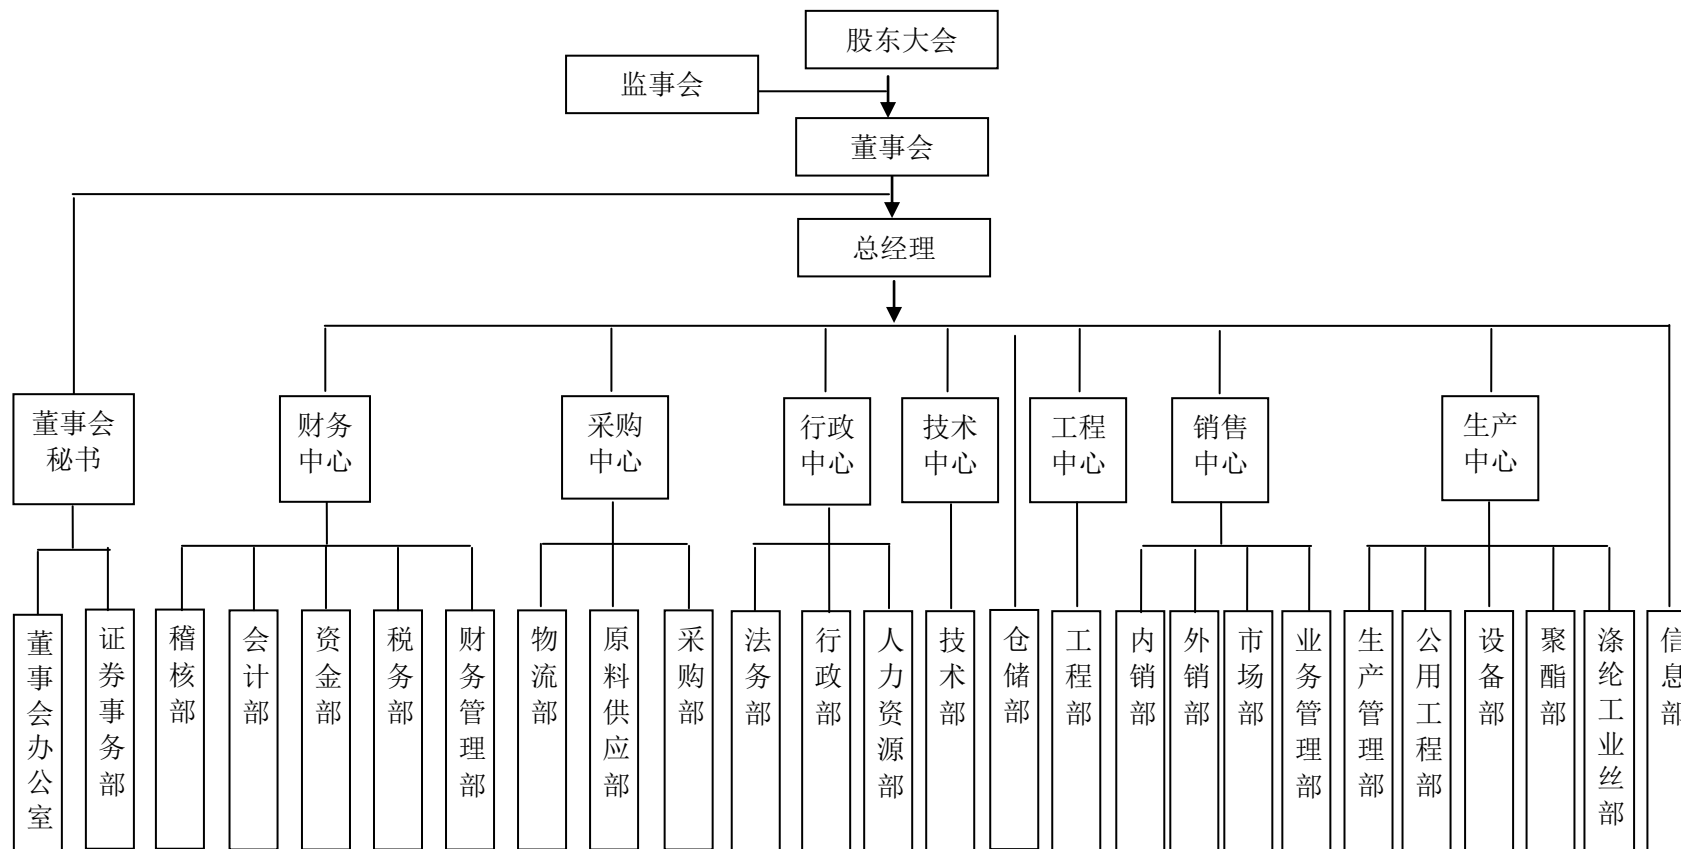 股东大会
监事会
董事会
总经理
董事会
秘书
财务
中心
采购
中心
行政
中心
技术
中心
工程
中心
销售
中心
生产
中心
董事会办公室
证券事务部
稽核部
会计部
资金部
税务部
财务管理部
物流部
原料供应部
采购部
法务部
行政部
人力资源部
技术部
仓储部
工程部
内销部
外销部
市场部
业务管理部
生产管理部
公用工程部
设备部
聚酯部
涤纶工业丝部
信息部